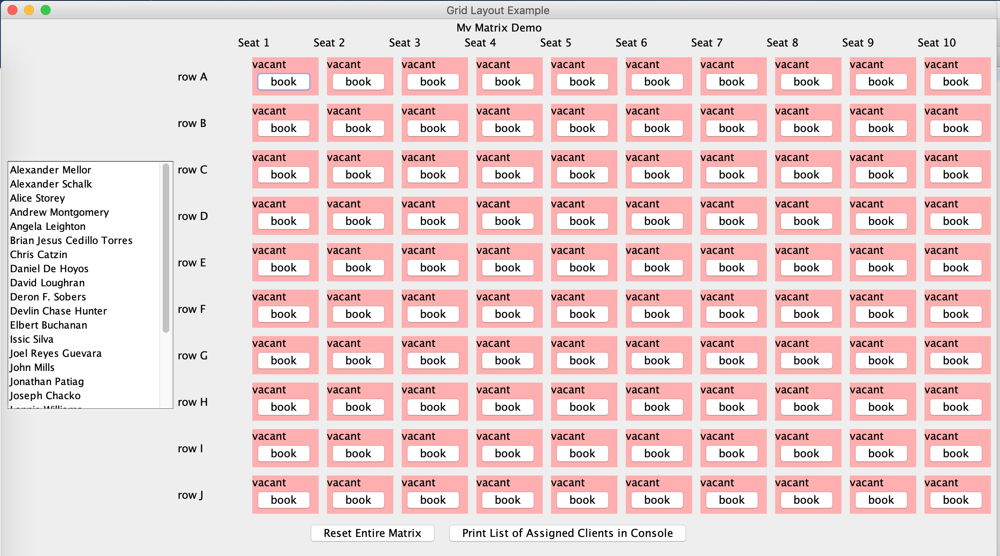 Grid Layout Example
Mv Matrix Demo
Seat 1 Seat 2 Seat 3 Seat 4 Seat 5 Seat 6 Seat 7 Seat 8 Seat 9 Seat 10
Alexander Mellor
Alexander Schalk
Alice Storey
Andrew Montgomery
Angela Leighton
Brian Jesus Cedillo Torres
Chris Catzin
Daniel De Hoyos
David Loughran
Deron F. Sobers
Devlin Chase Hunter
Elbert Buchanan
Issic Silva
Joel Reyes Guevara
John Mills
Jonathan Patiag
Joseph Chacko
vacant vacant vacant vacant vacant vacant vacant vacant vacant vacant
row A
book book book book book book book book book book
vacant vacant vacant vacant vacant vacant vacant vacant vacant vacant
row B
book book book book book book book book book book
vacant vacant vacant vacant vacant vacant vacant vacant vacant vacant
row C
book book book book book book book book book book
vacant vacant vacant vacant vacant vacant vacant vacant vacant vacant
row D
book book book book book book book book book book
vacant vacant vacant vacant vacant vacant vacant vacant vacant vacant
row E
book book book book book book book book book book
vacant vacant vacant vacant vacant vacant vacant vacant vacant vacant
row F
book book book book book book book book book book
vacant vacant vacant vacant vacant vacant vacant vacant vacant vacant
row G
book book book book book book book book book book
vacant vacant vacant vacant vacant vacant vacant vacant vacant vacant
row H
book book book book book book book book book book
vacant vacant vacant vacant vacant vacant vacant vacant vacant vacant
row I
book book book book book book book book book book
vacant vacant vacant vacant vacant vacant vacant vacant vacant vacant
row J
book book book book book book book book book book
Reset Entire Matrix Print List of Assigned Clients in Console